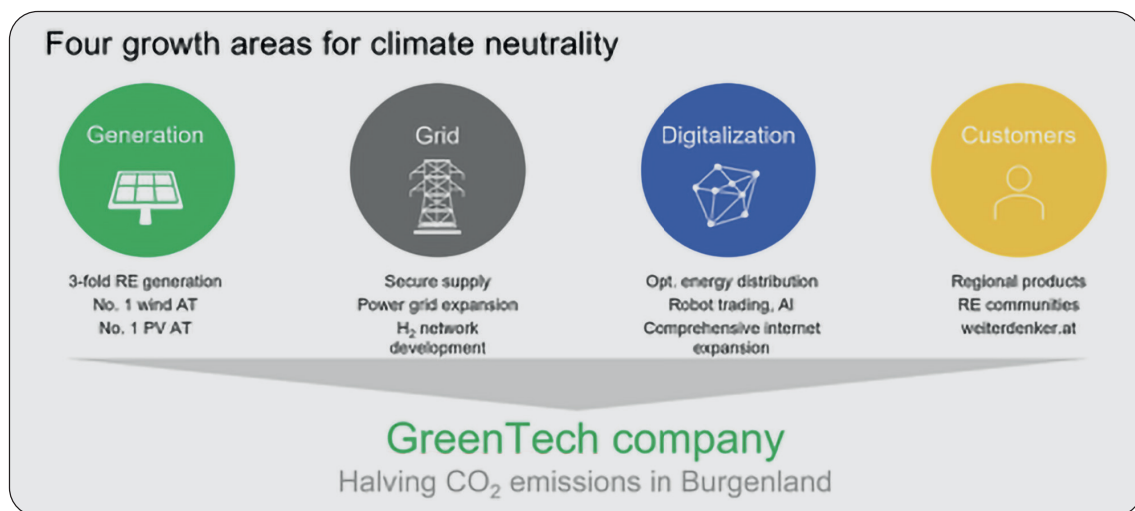 Four growth areas for climate neutrality
Generation
Grid
Digitalization
Customers
3-fold RE generation
No. 1 wind AT
No. 1 PV AT
Secure supply
Power grid expansion
H₂ network
development
Opt. energy distribution
Robot trading, AI
Comprehensive internet
expansion
Regional products
RE communities
weiterdenker.at
GreenTech company
Halving CO₂ emissions in Burgenland